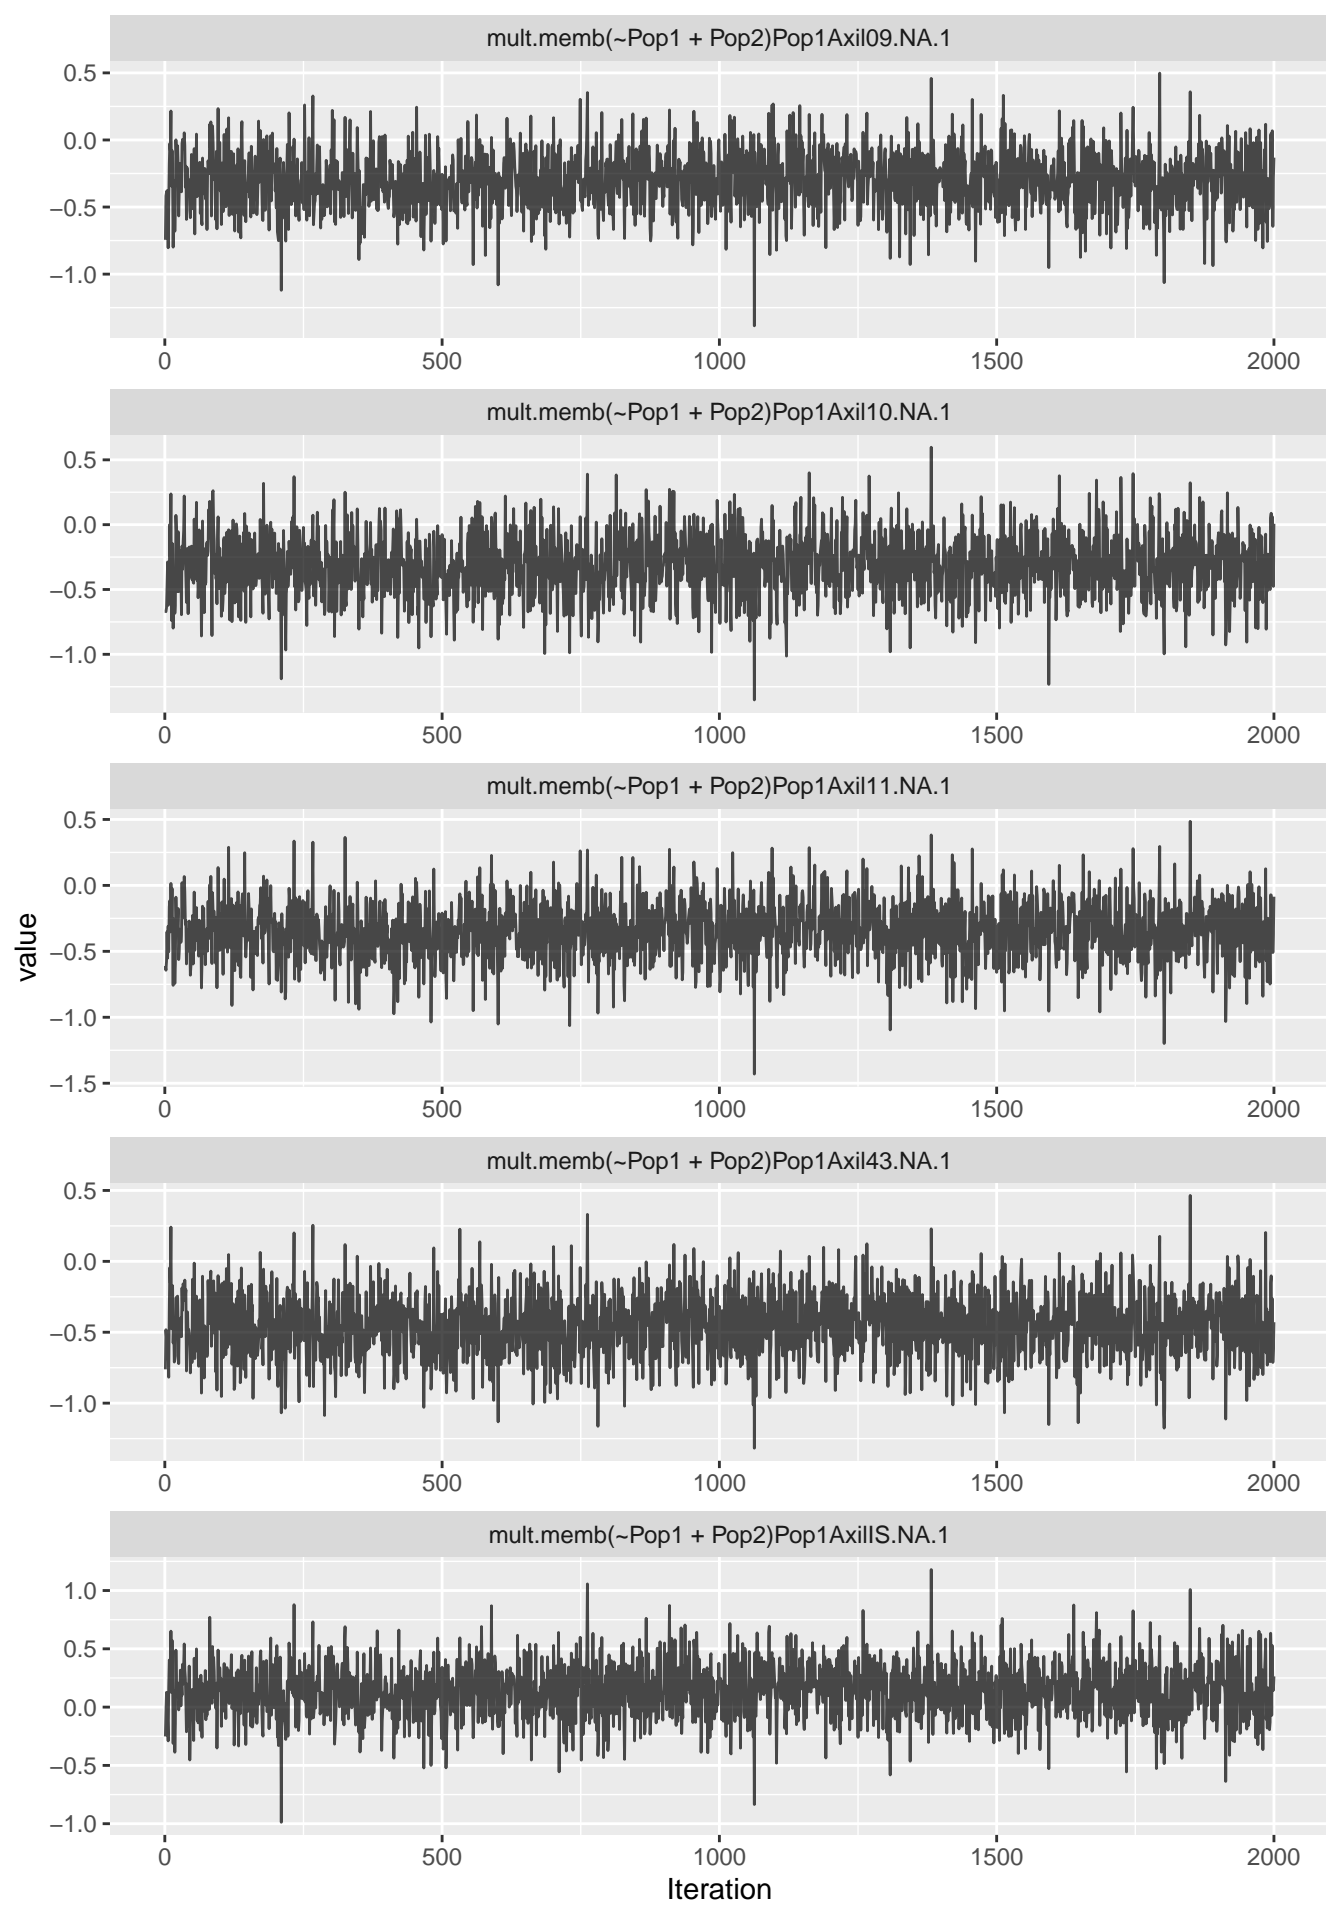 mult.memb(~Pop1 + Pop2)Pop1Axil09.NA.1
0.5
0.0
−0.5
−1.0
0 500 1000 1500 2000
mult.memb(~Pop1 + Pop2)Pop1Axil10.NA.1
0.5
0.0
−0.5
−1.0
0 500 1000 1500 2000
mult.memb(~Pop1 + Pop2)Pop1Axil11.NA.1
0.5
0.0
−0.5
−1.0
−1.5
0 500 1000 1500 2000
value
mult.memb(~Pop1 + Pop2)Pop1Axil43.NA.1
0.5
0.0
−0.5
−1.0
0 500 1000 1500 2000
mult.memb(~Pop1 + Pop2)Pop1AxilIS.NA.1
1.0
0.5
0.0
−0.5
−1.0
0 500 1000 1500 2000
Iteration